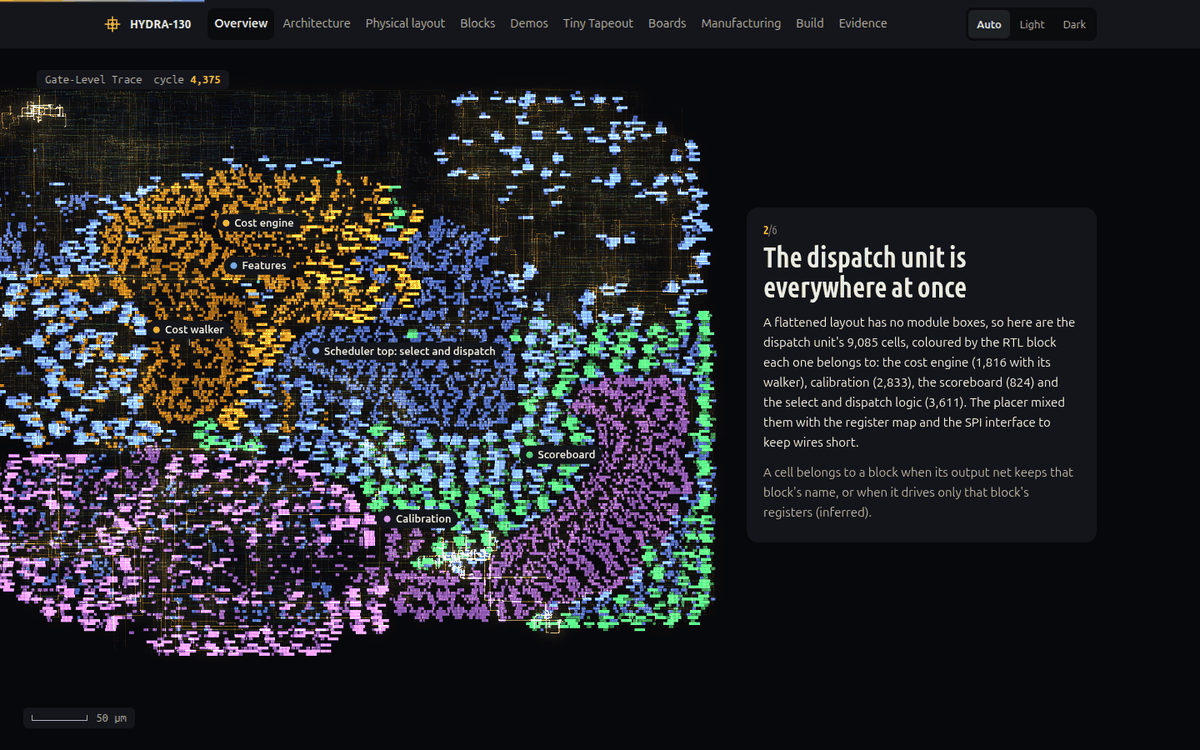 HYDRA-130
Overview
Architecture
Physical layout
Blocks
Demos
Tiny Tapeout
Boards
Manufacturing
Build
Evidence
Auto
Light
Dark
Gate-Level Trace cycle 4,375
Cost engine
Features
Cost walker
Scheduler top: select and dispatch
Scoreboard
Calibration
50 μm
2/6
The dispatch unit is
everywhere at once
A flattened layout has no module boxes, so here are the
dispatch unit's 9,085 cells, coloured by the RTL block
each one belongs to: the cost engine (1,816 with its
walker), calibration (2,833), the scoreboard (824) and
the select and dispatch logic (3,611). The placer mixed
them with the register map and the SPI interface to
keep wires short.
A cell belongs to a block when its output net keeps that
block's name, or when it drives only that block's
registers (inferred).